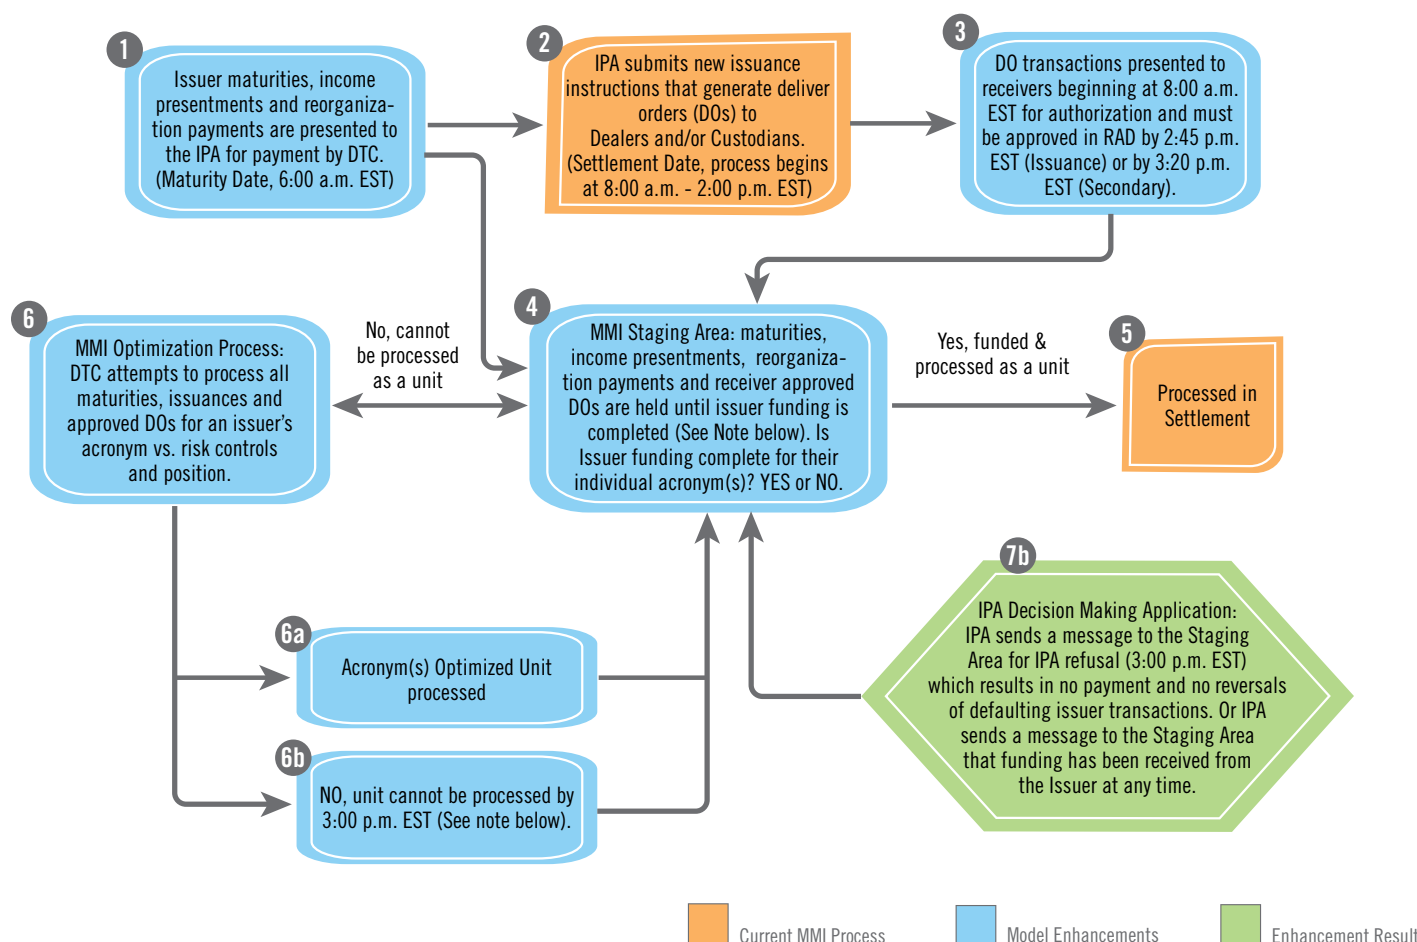 1
Issuer maturities, income
presentments and reorganiza-
tion payments are presented to
the IPA for payment by DTC.
(Maturity Date, 6:00 a.m. EST)
2
IPA submits new issuance
instructions that generate deliver
orders (DOs) to
Dealers and/or Custodians.
(Settlement Date, process begins
at 8:00 a.m. - 2:00 p.m. EST)
3
DO transactions presented to
receivers beginning at 8:00 a.m.
EST for authorization and must
be approved in RAD by 2:45 p.m.
EST (Issuance) or by 3:20 p.m.
EST (Secondary).
6
MMI Optimization Process:
DTC attempts to process all
maturities, issuances and
approved DOs for an issuer’s
acronym vs. risk controls
and position.
No, cannot
be processed
as a unit
4
MMI Staging Area: maturities,
income presentments, reorganiza-
tion payments and receiver approved
DOs are held until issuer funding is
completed (See Note below). Is
Issuer funding complete for their
individual acronym(s)? YES or NO.
Yes, funded &
processed as a unit
5
Processed in
Settlement
6a
Acronym(s) Optimized Unit
processed
6b
NO, unit cannot be processed by
3:00 p.m. EST (See note below).
7b
IPA Decision Making Application:
IPA sends a message to the Staging
Area for IPA refusal (3:00 p.m. EST)
which results in no payment and no reversals
of defaulting issuer transactions. Or IPA
sends a message to the Staging Area
that funding has been received from
the Issuer at any time.
Current MMI Process
Model Enhancements
Enhancement Result